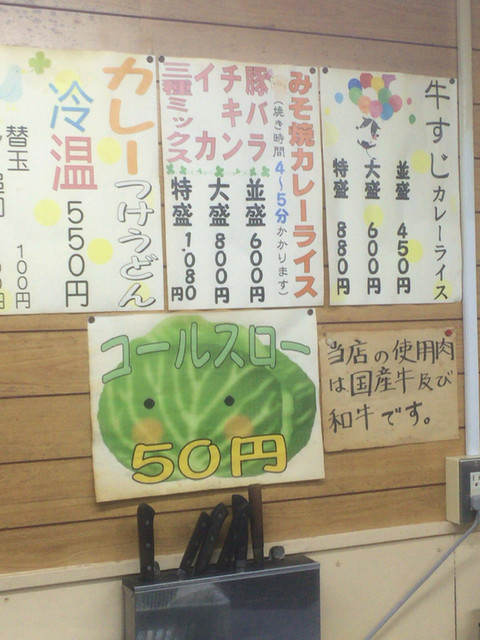 牛すじカレーライス
並盛 450円
大盛 600円
特盛 880円
みそ焼カレーライス
(焼き時間4〜5分かかります)
豚バラ
チキン
イカ
三種ミックス
並盛 600円
大盛 800円
特盛 1,080円
カレーつけうどん
冷
温
550円
替玉
100円
コールスロー
50円
当店の使用肉
は国産牛及び
和牛です。